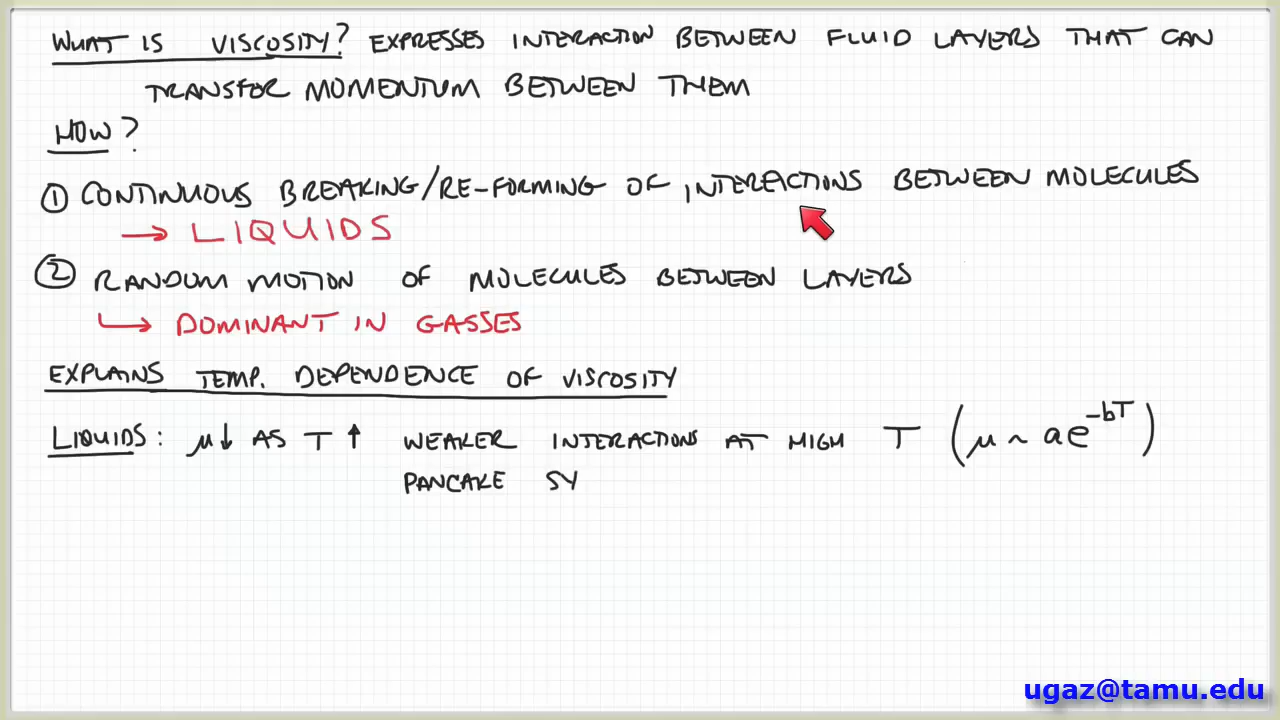 WHAT IS VISCOSITY? EXPRESSES INTERACTION BETWEEN FLUID LAYERS THAT CAN
TRANSFER MOMENTUM BETWEEN THEM
HOW?
① CONTINUOUS BREAKING/RE-FORMING OF INTERACTIONS BETWEEN MOLECULES
→ LIQUIDS
② RANDOM MOTION OF MOLECULES BETWEEN LAYERS
↳ DOMINANT IN GASSES
EXPLAINS TEMP. DEPENDENCE OF VISCOSITY
LIQUIDS: μ↓ AS T ↑ WEAKER INTERACTIONS AT HIGH T (μ ~ ae^-bT)
PANCAKE SY
ugaz@tamu.edu